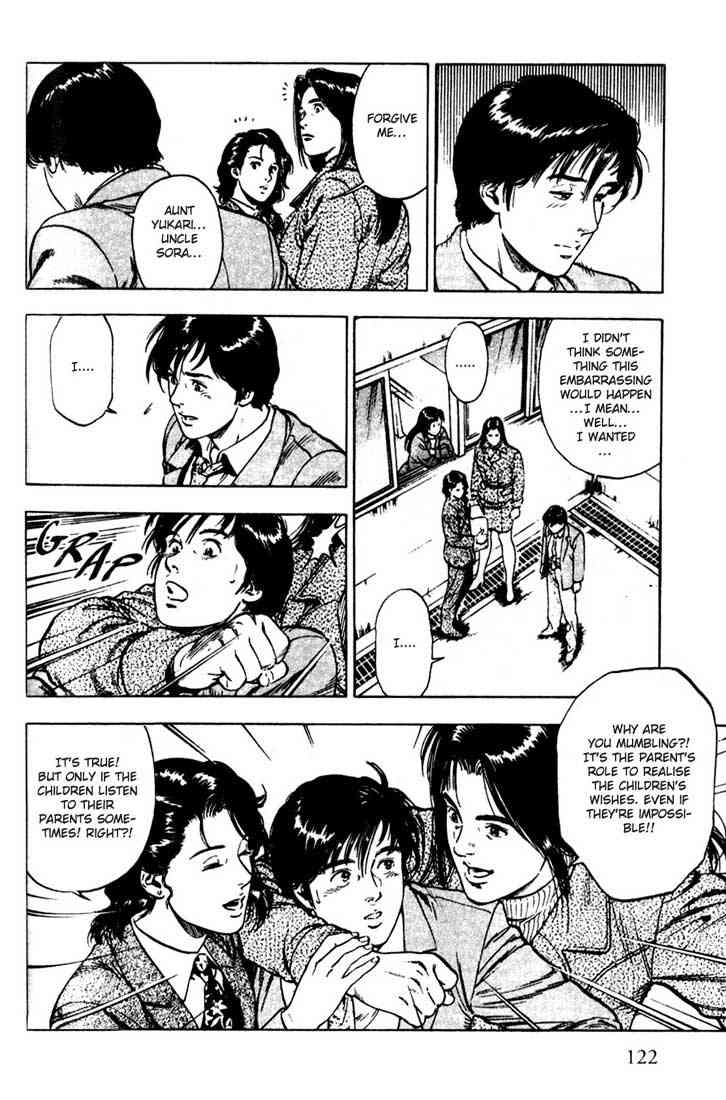 FORGIVE
ME...
AUNT
YUKARI...
UNCLE
SORA...
I....
.....
I DIDN'T
THINK SOME-
THING THIS
EMBARRASSING
WOULD HAPPEN
...I MEAN...
WELL...
I WANTED
...
I....
GRAP
IT'S TRUE!
BUT ONLY IF THE
CHILDREN LISTEN
TO THEIR
PARENTS SOME-
TIMES! RIGHT?!
WHY ARE
YOU MUMBLING?!
IT'S THE PARENT'S
ROLE TO REALISE
THE CHILDREN'S
WISHES. EVEN IF
THEY'RE IMPOSSI-
BLE!!
122